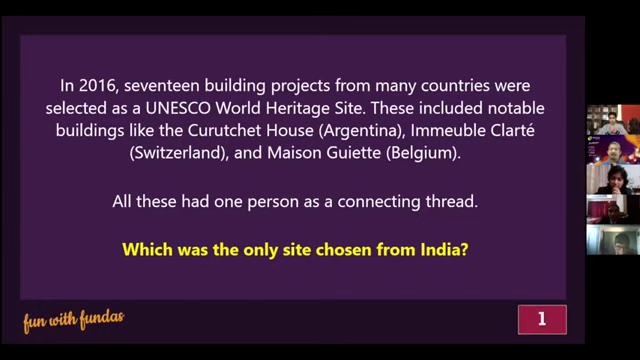 In 2016, seventeen building projects from many countries were
selected as a UNESCO World Heritage Site. These included notable
buildings like the Curutchet House (Argentina), Immeuble Clarté
(Switzerland), and Maison Guiette (Belgium).
All these had one person as a connecting thread.
Which was the only site chosen from India?
fun with fundas
1